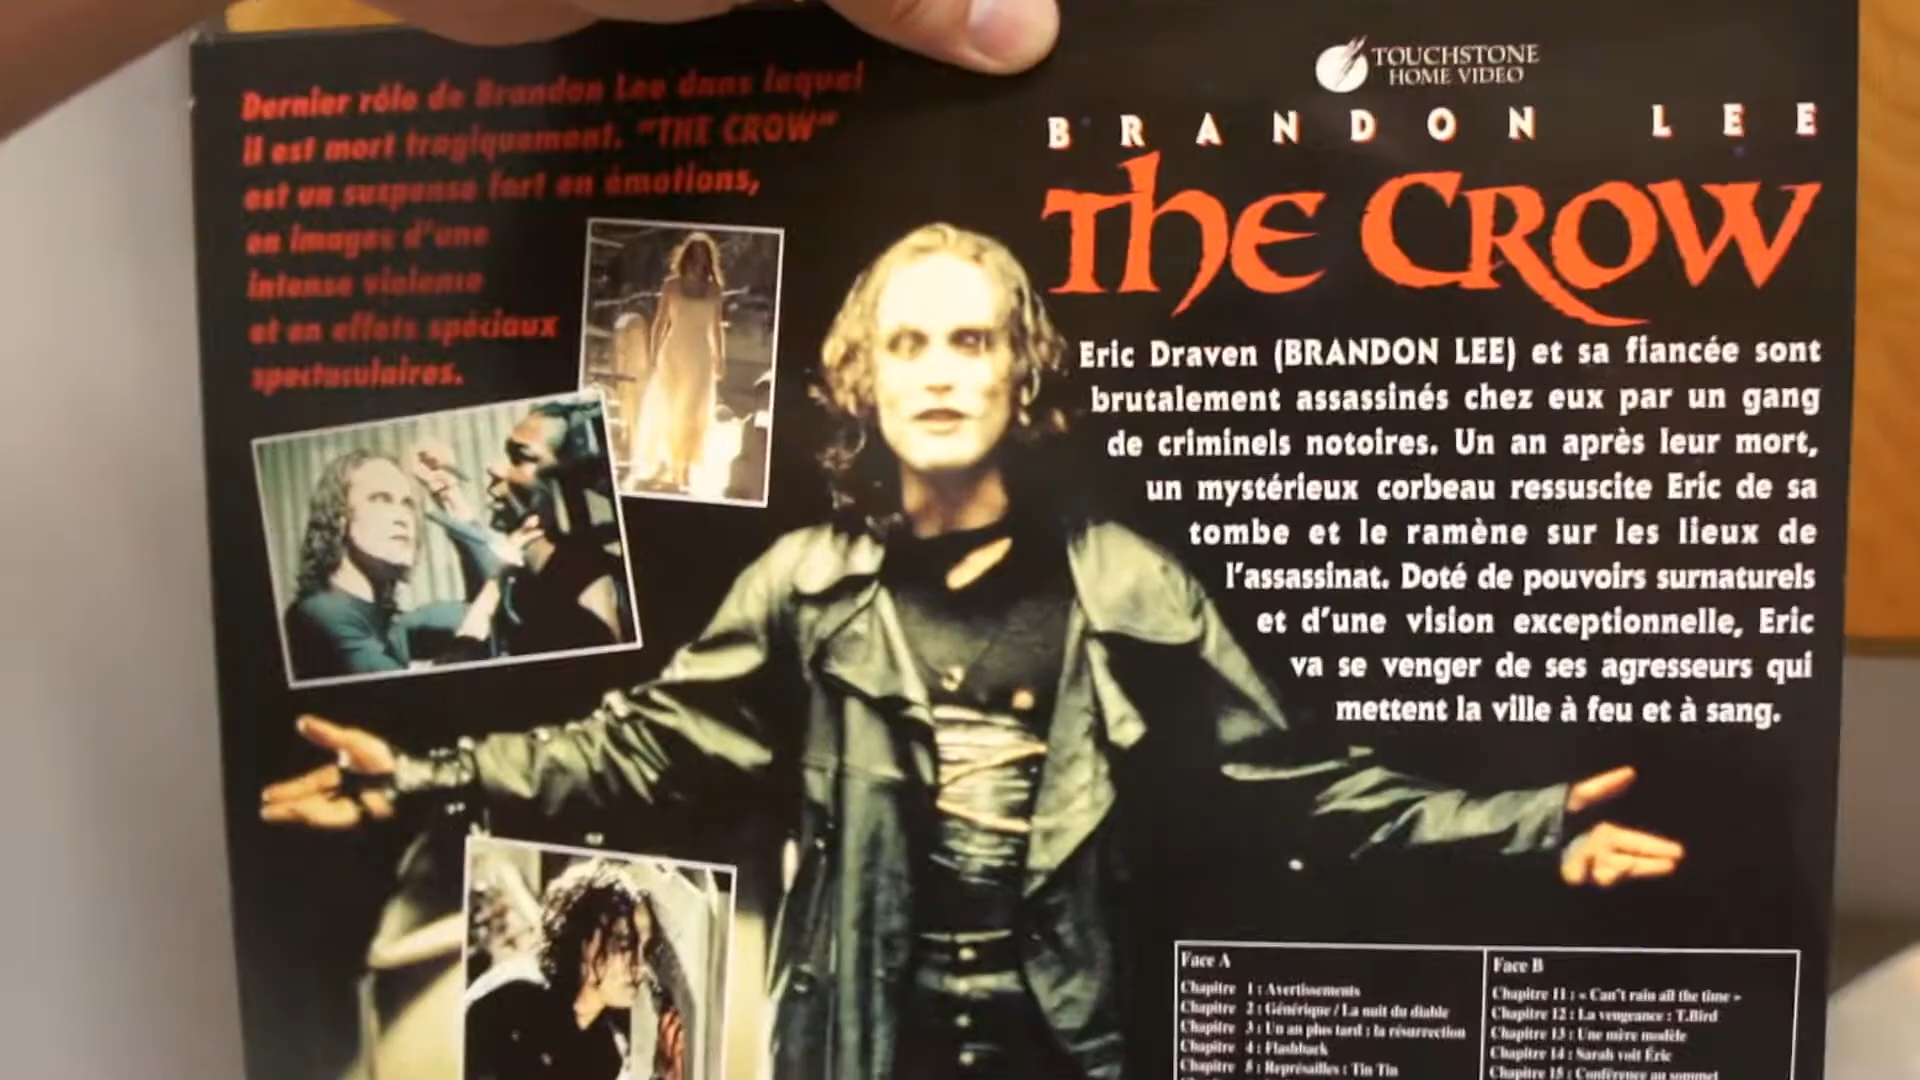 Dernier rôle de Brandon Lee dans lequel
il est mort tragiquement. "THE CROW"
est un suspense fort en émotions,
en images d'une
intense violence
et en effets spéciaux
spectaculaires.
TOUCHSTONE
HOME VIDEO
BRANDON LEE
THE CROW
Eric Draven (BRANDON LEE) et sa fiancée sont
brutalement assassinés chez eux par un gang
de criminels notoires. Un an après leur mort,
un mystérieux corbeau ressuscite Eric de sa
tombe et le ramène sur les lieux de
l'assassinat. Doté de pouvoirs surnaturels
et d'une vision exceptionnelle, Eric
va se venger de ses agresseurs qui
mettent la ville à feu et à sang.
Face A
Chapitre 1 : Avertissements
Chapitre 2 : Générique / La nuit du diable
Chapitre 3 : Un an plus tard : la résurrection
Chapitre 4 : Flashback
Chapitre 5 : Représailles : Tin Tin
Face B
Chapitre 11 : « Can't rain all the time »
Chapitre 12 : La vengeance : T.Bird
Chapitre 13 : Une mère modèle
Chapitre 14 : Sarah voit Éric
Chapitre 15 : Conférence au sommet